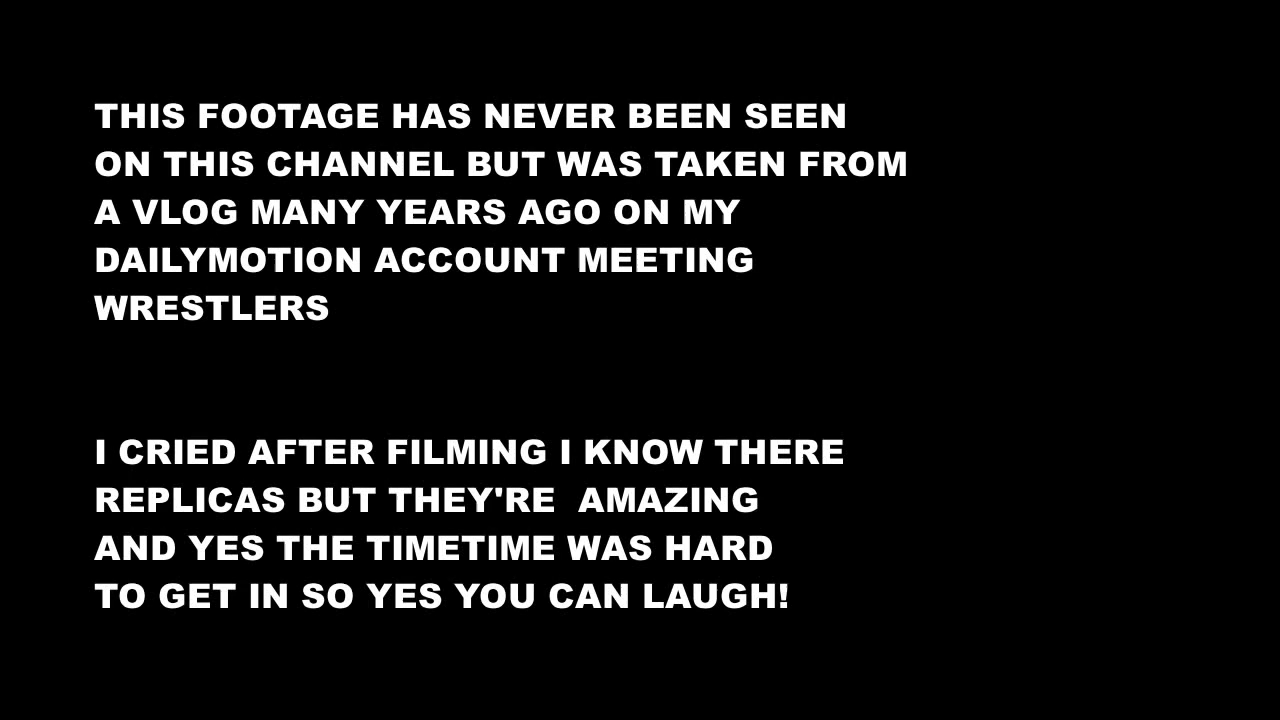 THIS FOOTAGE HAS NEVER BEEN SEEN
ON THIS CHANNEL BUT WAS TAKEN FROM
A VLOG MANY YEARS AGO ON MY
DAILYMOTION ACCOUNT MEETING
WRESTLERS
I CRIED AFTER FILMING I KNOW THERE
REPLICAS BUT THEY'RE  AMAZING
AND YES THE TIMETIME WAS HARD
TO GET IN SO YES YOU CAN LAUGH!